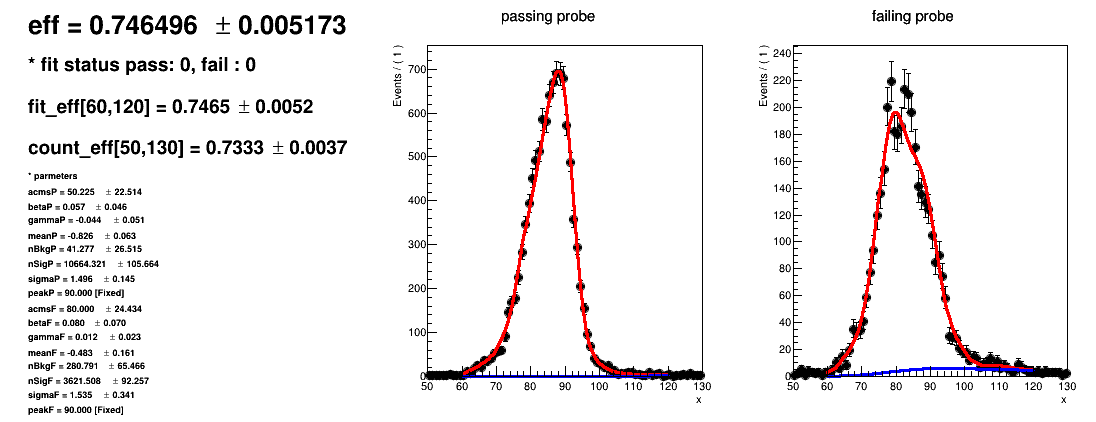 eff = 0.746496 ± 0.005173
* fit status pass: 0, fail : 0
fit_eff[60,120] = 0.7465 ± 0.0052
count_eff[50,130] = 0.7333 ± 0.0037
* parmeters
acmsP = 50.225 ± 22.514
betaP = 0.057 ± 0.046
gammaP = -0.044 ± 0.051
meanP = -0.826 ± 0.063
nBkgP = 41.277 ± 26.515
nSigP = 10664.321 ± 105.664
sigmaP = 1.496 ± 0.145
peakP = 90.000 [Fixed]
acmsF = 80.000 ± 24.434
betaF = 0.080 ± 0.070
gammaF = 0.012 ± 0.023
meanF = -0.483 ± 0.161
nBkgF = 280.791 ± 65.466
nSigF = 3621.508 ± 92.257
sigmaF = 1.535 ± 0.341
peakF = 90.000 [Fixed]
passing probe
Events / ( 1 )
700
600
500
400
300
200
100
0
50 60 70 80 90 100 110 120 130
x
failing probe
Events / ( 1 )
240
220
200
180
160
140
120
100
80
60
40
20
0
50 60 70 80 90 100 110 120 130
x